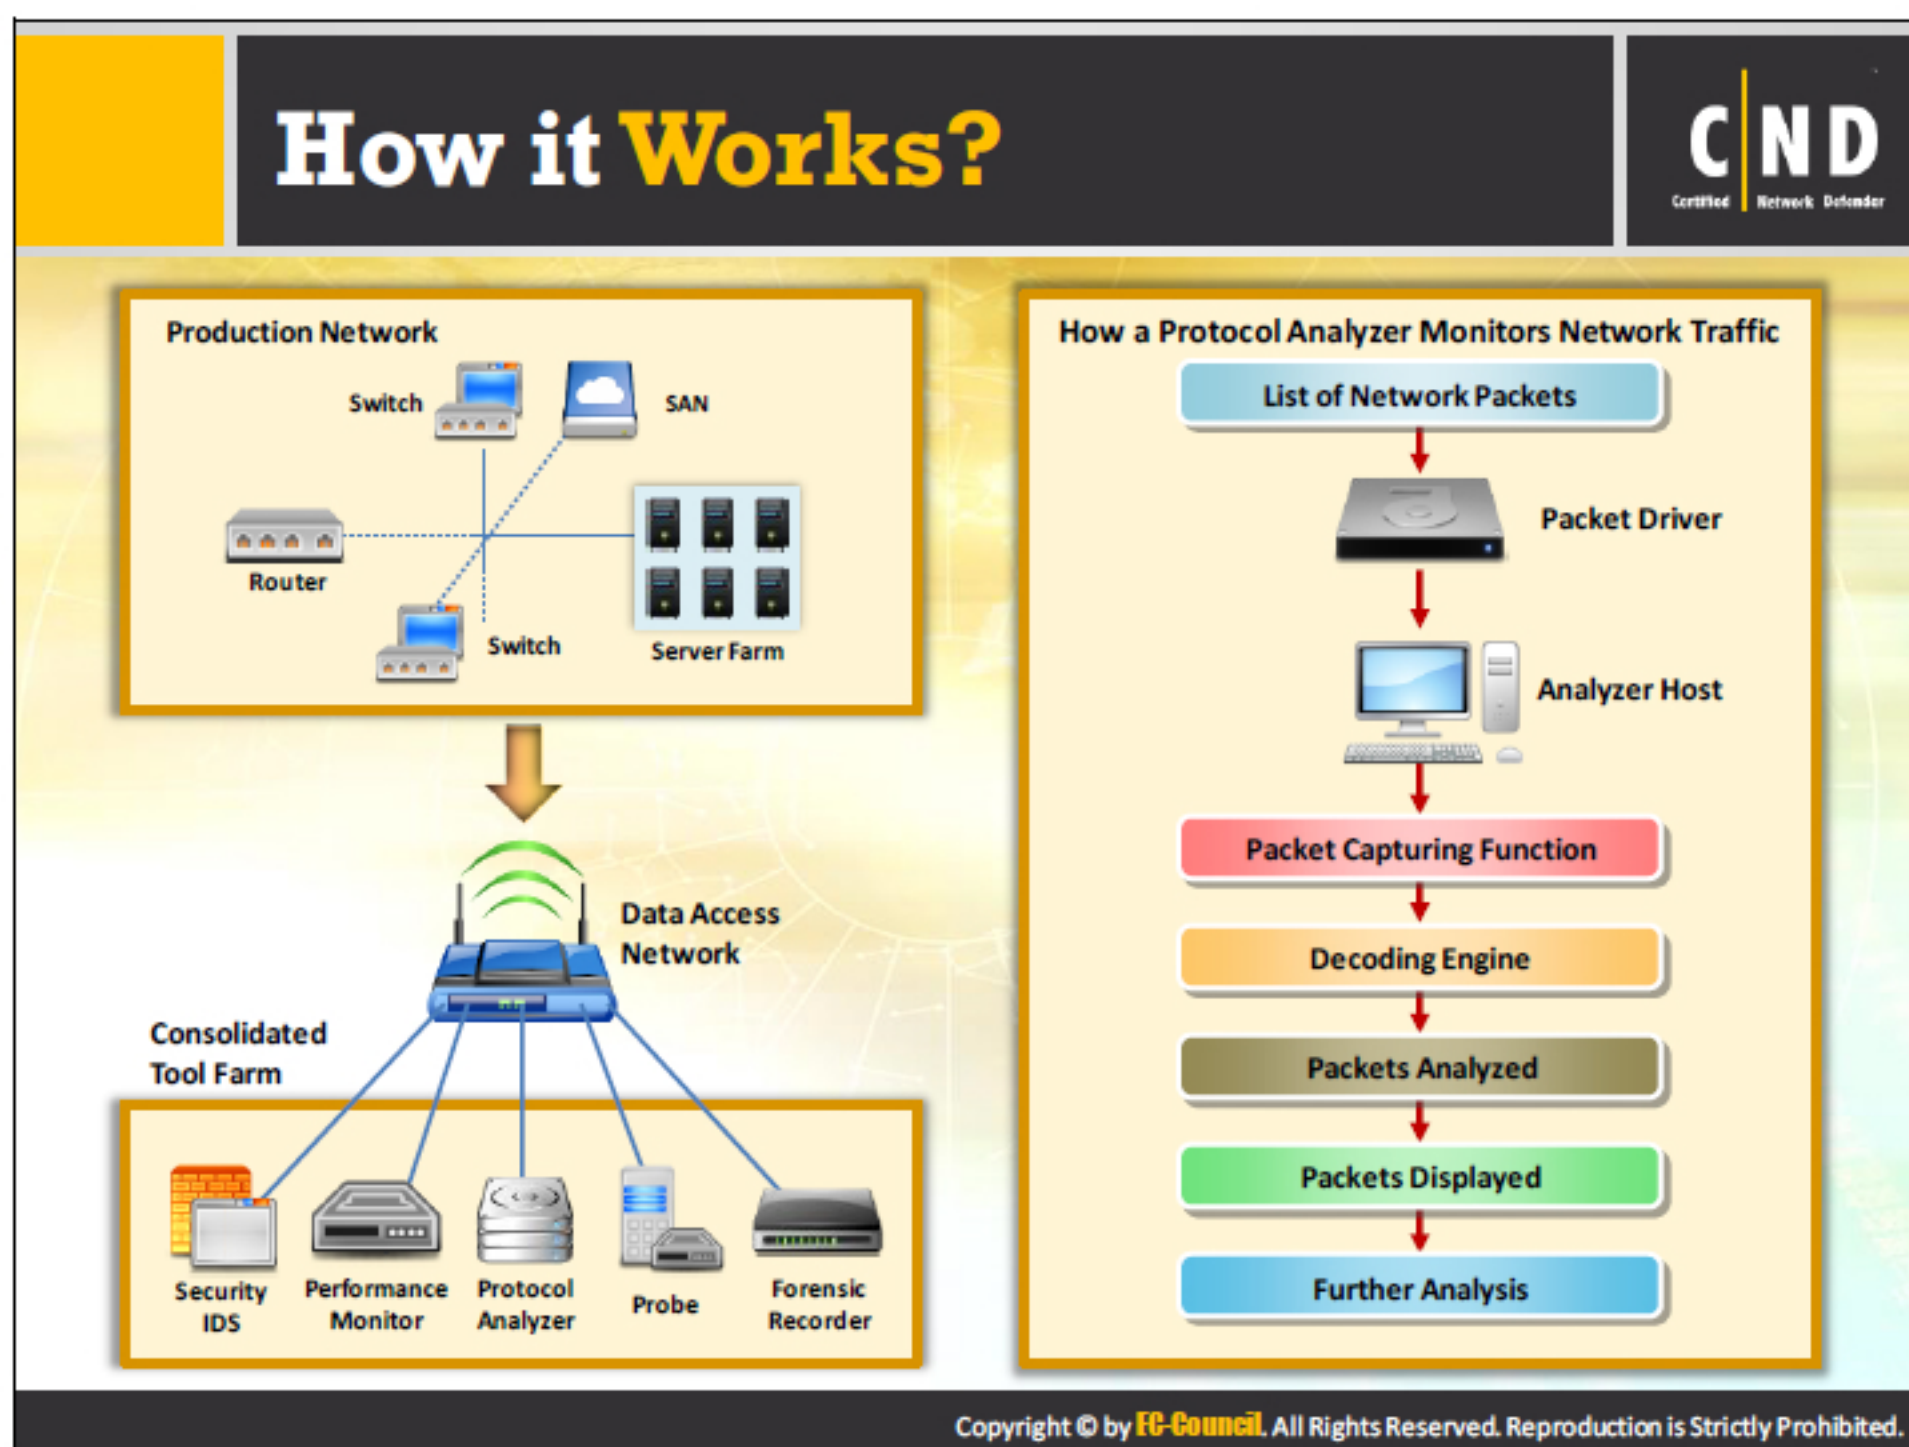 How it Works?
C|ND
Certified Network Defender
Production Network
Switch
SAN
Router
Switch
Server Farm
Data Access
Network
Consolidated
Tool Farm
Security
IDS
Performance
Monitor
Protocol
Analyzer
Probe
Forensic
Recorder
How a Protocol Analyzer Monitors Network Traffic
List of Network Packets
Packet Driver
Analyzer Host
Packet Capturing Function
Decoding Engine
Packets Analyzed
Packets Displayed
Further Analysis
Copyright © by EC-Council. All Rights Reserved. Reproduction is Strictly Prohibited.